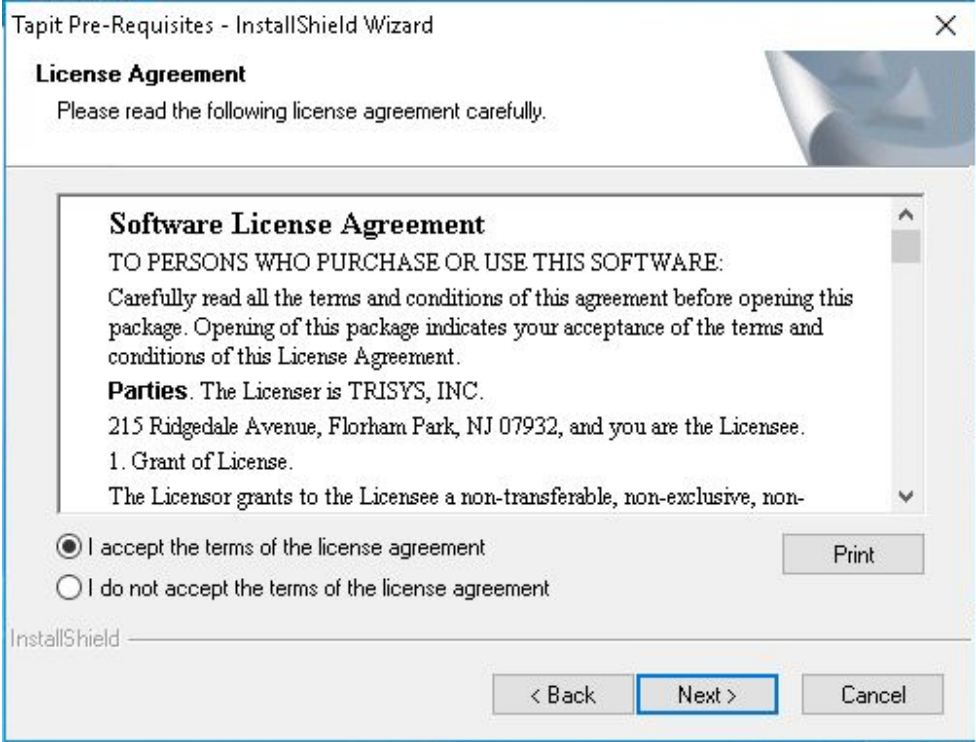 Tapit Pre-Requisites - InstallShield Wizard
License Agreement
Please read the following license agreement carefully.
Software License Agreement
TO PERSONS WHO PURCHASE OR USE THIS SOFTWARE:
Carefully read all the terms and conditions of this agreement before opening this
package. Opening of this package indicates your acceptance of the terms and
conditions of this License Agreement.
Parties. The Licenser is TRISYS, INC.
215 Ridgedale Avenue, Florham Park, NJ 07932, and you are the Licensee.
1. Grant of License.
The Licensor grants to the Licensee a non-transferable, non-exclusive, non-
I accept the terms of the license agreement
Print
I do not accept the terms of the license agreement
InstallShield
< Back
Next >
Cancel